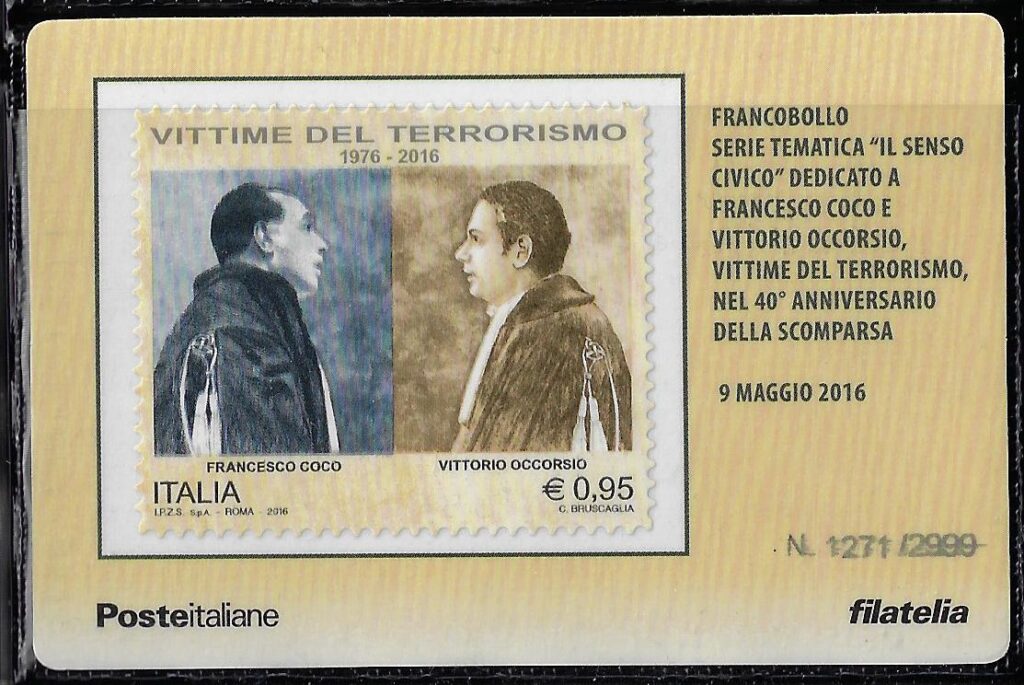 VITTIME DEL TERRORISMO
1976 - 2016
FRANCESCO COCO
VITTORIO OCCORSIO
ITALIA
€ 0,95
I.P.Z.S. S.p.A. - ROMA - 2016
C. BRUSCAGLIA
FRANCOBOLLO
SERIE TEMATICA “IL SENSO
CIVICO” DEDICATO A
FRANCESCO COCO E
VITTORIO OCCORSIO,
VITTIME DEL TERRORISMO,
NEL 40° ANNIVERSARIO
DELLA SCOMPARSA
9 MAGGIO 2016
N. 1271 /2999
Posteitaliane
filatelia